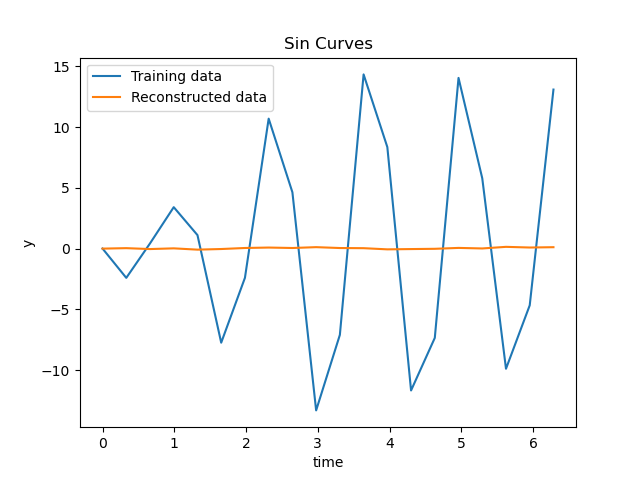 Sin Curves
Training data
Reconstructed data
y
15
10
5
0
−5
−10
0 1 2 3 4 5 6
time